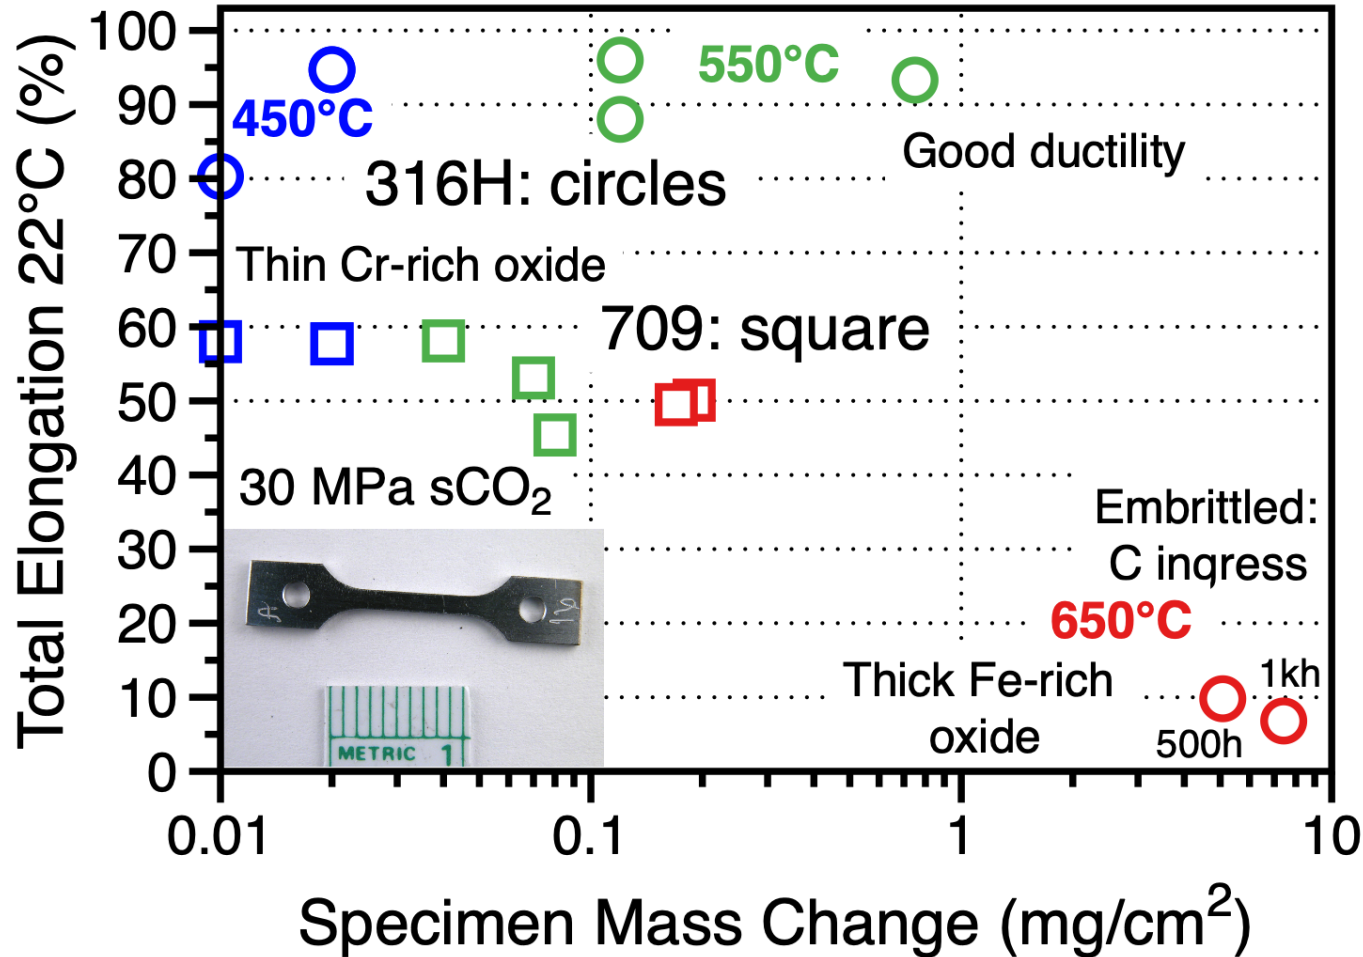 Total Elongation 22°C (%)
100
90
80
70
60
50
40
30
20
10
0
450°C
550°C
Good ductility
316H: circles
Thin Cr-rich oxide
709: square
30 MPa sCO₂
Embrittled:
C ingress
650°C
Thick Fe-rich
oxide
1kh
500h
METRIC 1
0.01
0.1
1
10
Specimen Mass Change (mg/cm²)